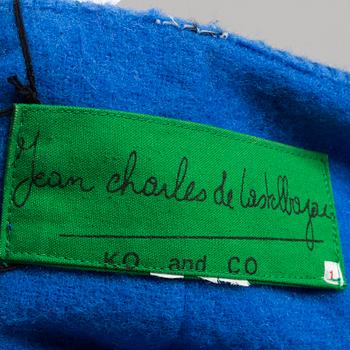 Jean charles de Castelbajac
KO and CO
1